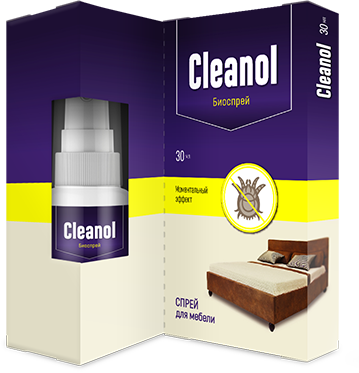 Cleanol
Биоспрей
30 мл
Моментальный
эффект
СПРЕЙ
для мебели
Cleanol
30 мл
Cleanol
Биоспрей